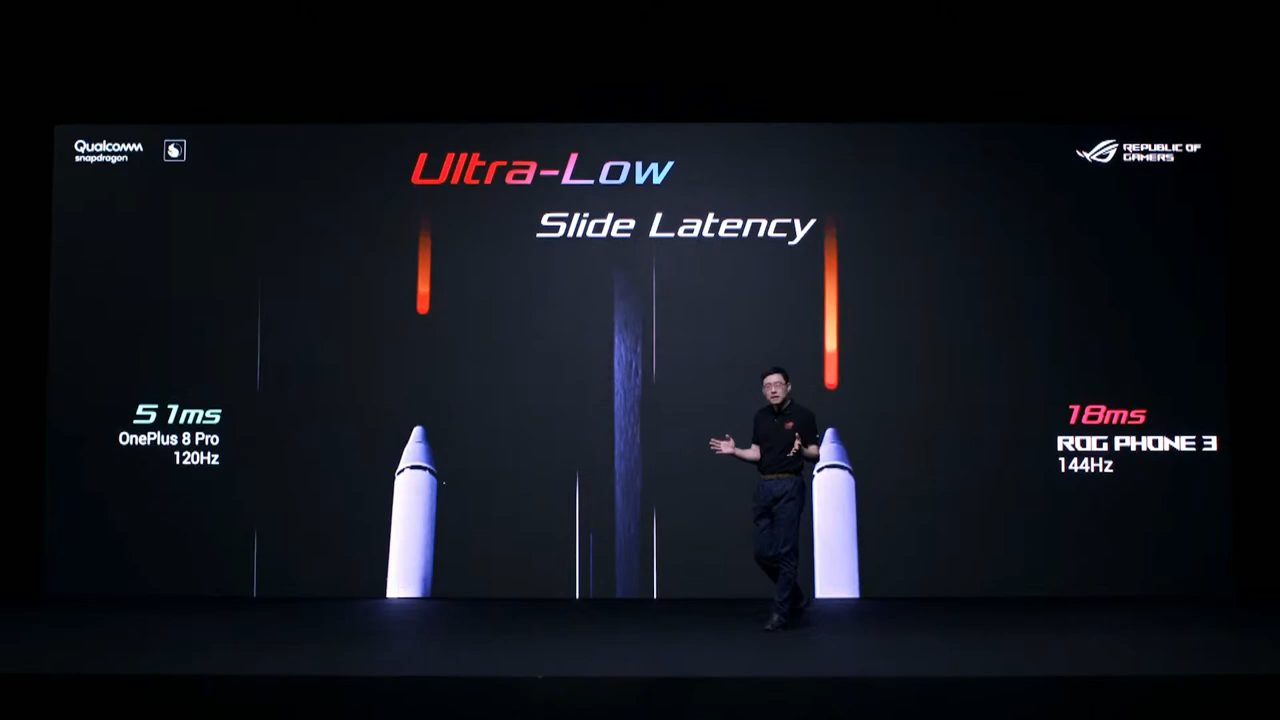 Qualcomm
snapdragon
REPUBLIC OF
GAMERS
Ultra-Low
Slide Latency
51ms
OnePlus 8 Pro
120Hz
18ms
ROG PHONE 3
144Hz